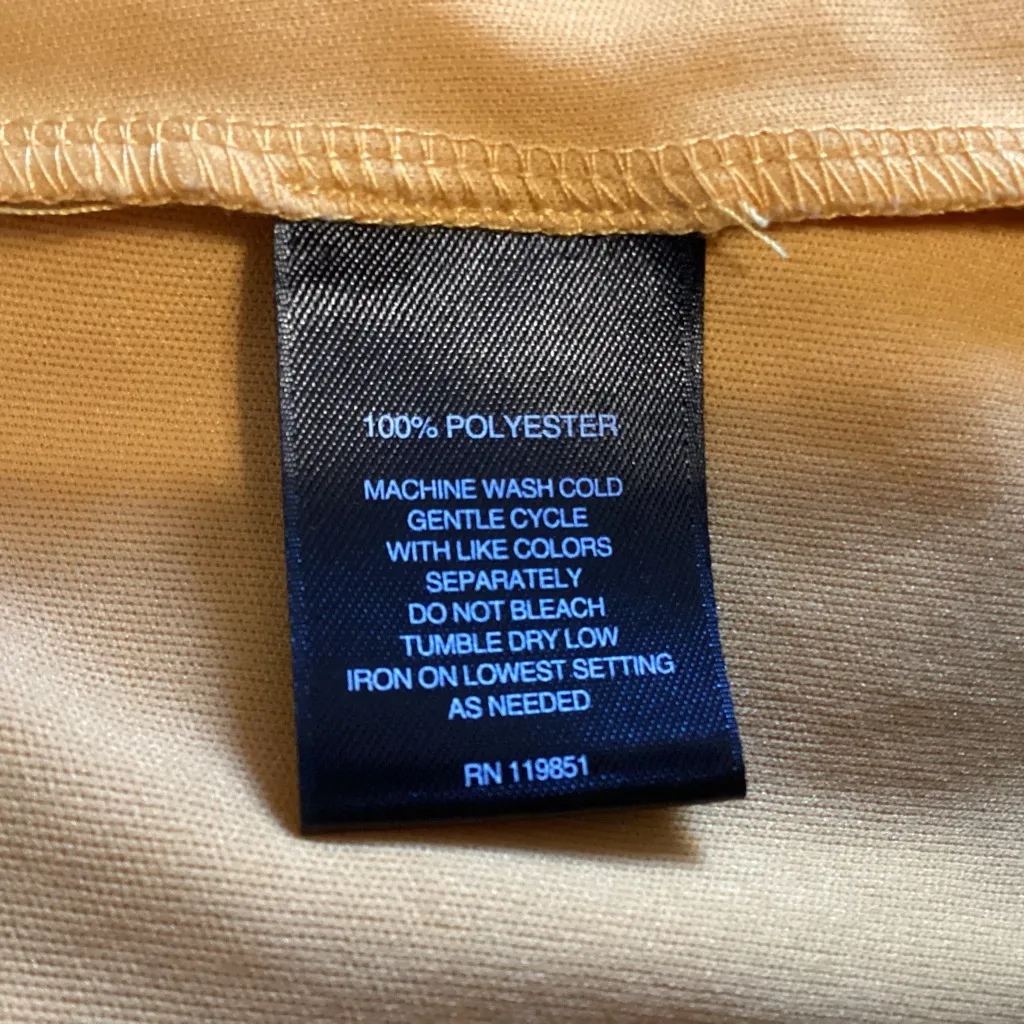 100% POLYESTER
MACHINE WASH COLD
GENTLE CYCLE
WITH LIKE COLORS
SEPARATELY
DO NOT BLEACH
TUMBLE DRY LOW
IRON ON LOWEST SETTING
AS NEEDED
RN 119851